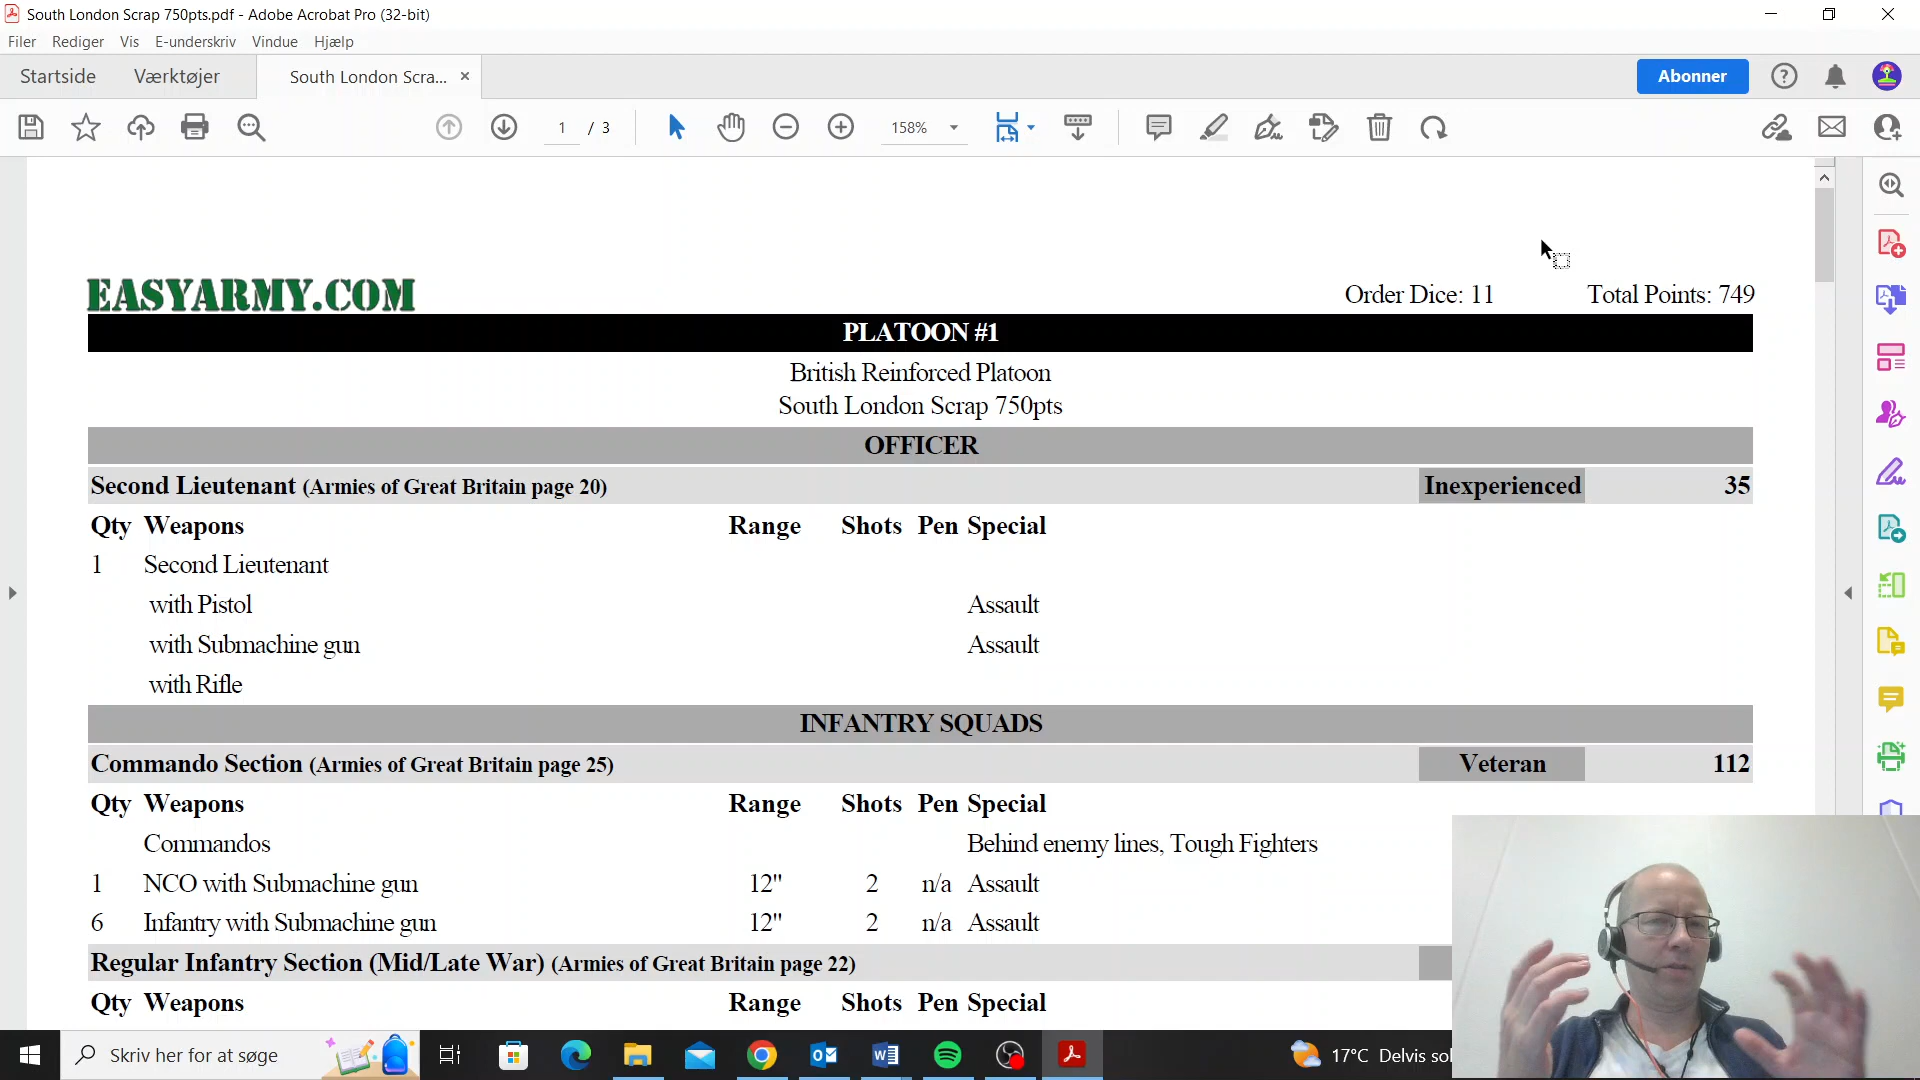 South London Scrap 750pts.pdf - Adobe Acrobat Pro (32-bit)
Filer Rediger Vis E-underskriv Vindue Hjælp
Startside Værktøjer South London Scra... × Abonner
1 / 3 158%
EASYARMY.COM Order Dice: 11 Total Points: 749
PLATOON #1
British Reinforced Platoon
South London Scrap 750pts
OFFICER
Second Lieutenant (Armies of Great Britain page 20) Inexperienced 35
Qty Weapons Range Shots Pen Special
1 Second Lieutenant
with Pistol Assault
with Submachine gun Assault
with Rifle
INFANTRY SQUADS
Commando Section (Armies of Great Britain page 25) Veteran 112
Qty Weapons Range Shots Pen Special
Commandos Behind enemy lines, Tough Fighters
1 NCO with Submachine gun 12" 2 n/a Assault
6 Infantry with Submachine gun 12" 2 n/a Assault
Regular Infantry Section (Mid/Late War) (Armies of Great Britain page 22)
Qty Weapons Range Shots Pen Special
Skriv her for at søge 17°C Delvis sol